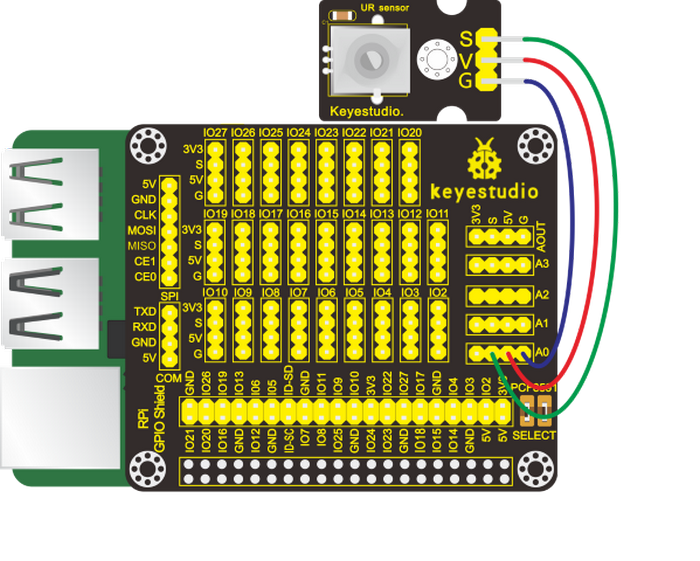 UR sensor
S
V
G
Keyestudio.
IO27 IO26 IO25 IO24 IO23 IO22 IO21 IO20
3V3
S
5V
G
keyestudio
5V
GND
CLK
MOSI
MISO
CE1
CE0
SPI
IO19 IO18 IO17 IO16 IO15 IO14 IO13 IO12 IO11
3V3
S
5V
G
3V3 S 5V G
AOUT
A3
A2
A1
A0
IO10 IO9 IO8 IO7 IO6 IO5 IO4 IO3 IO2
3V3
S
5V
G
TXD
RXD
GND
5V
COM
RPi
GPIO Shield
GND IO26 IO19 IO13 IO6 IO5 ID-SD GND IO11 IO9 IO10 3V3 IO22 IO27 IO17 GND IO4 IO3 IO2 3V3
IO21 IO20 IO16 GND IO12 GND ID-SC IO7 IO8 IO25 GND IO24 IO23 GND IO18 IO15 IO14 GND 5V 5V
SELECT